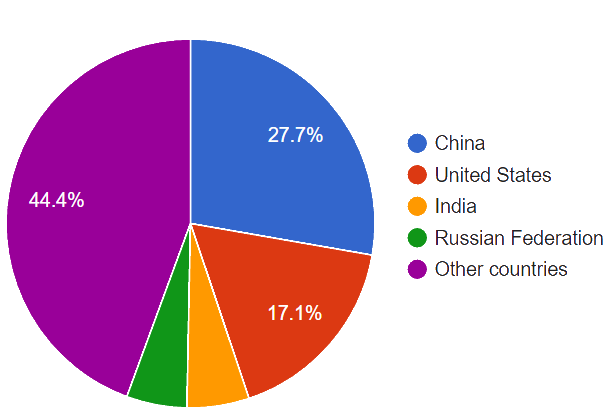 27.7%
17.1%
44.4%
China
United States
India
Russian Federation
Other countries